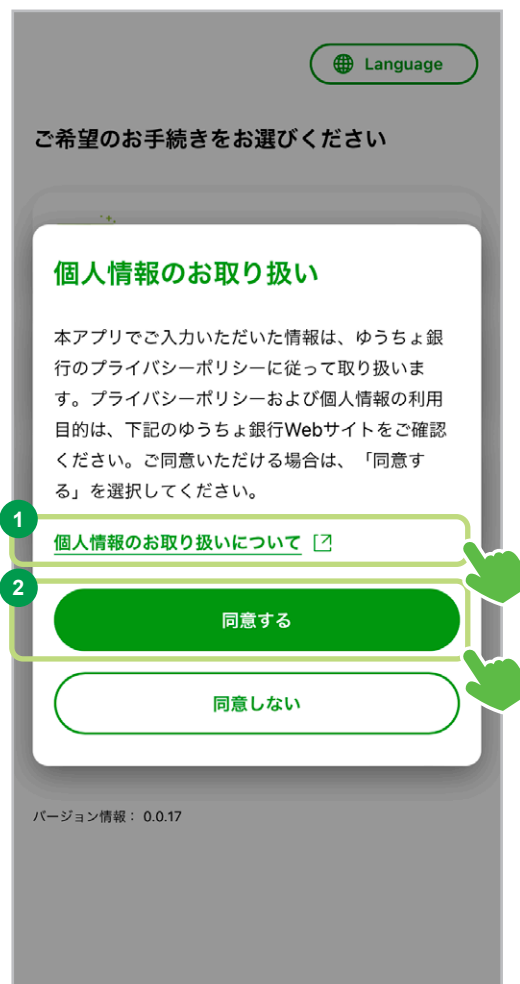 Language
ご希望のお手続きをお選びください
個人情報のお取り扱い
本アプリでご入力いただいた情報は、ゆうちょ銀
行のプライバシーポリシーに従って取り扱いま
す。プライバシーポリシーおよび個人情報の利用
目的は、下記のゆうちょ銀行Webサイトをご確認
ください。ご同意いただける場合は、「同意す
る」を選択してください。
1
個人情報のお取り扱いについて
2
同意する
同意しない
バージョン情報： 0.0.17